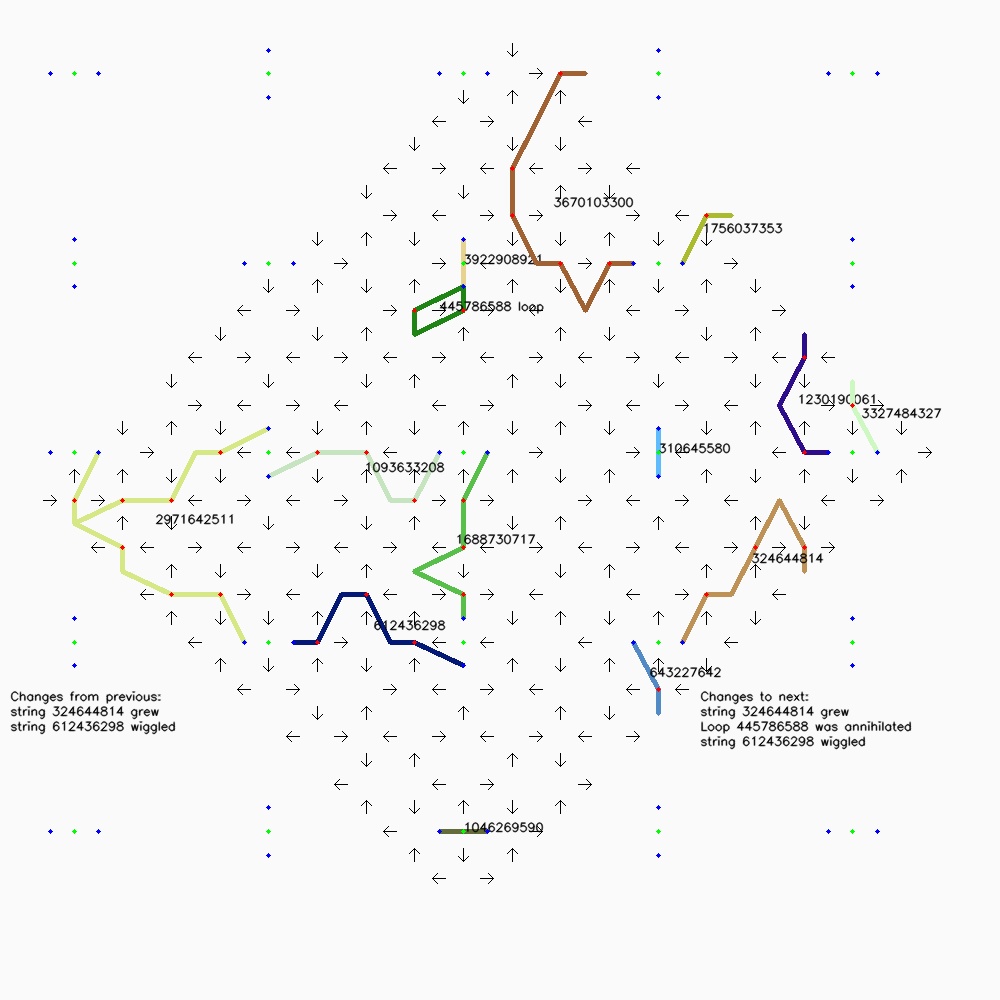 3670103300
1756037353
3922908921
445786588 loop
1230190061
3327484327
310645580
1093633208
2971642511
1688730717
324644814
612436298
643227642
Changes from previous:
string 324644814 grew
string 612436298 wiggled
Changes to next:
string 324644814 grew
Loop 445786588 was annihilated
string 612436298 wiggled
1046269590